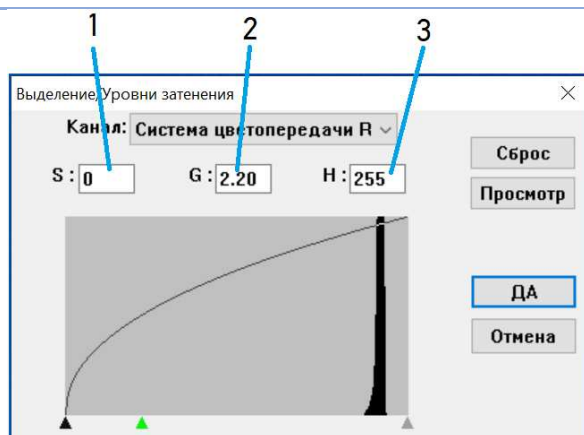 1 2 3
Выделение/Уровни затенения
Канал: Система цветопередачи R
S: 0 G: 2.20 H: 255
Сброс
Просмотр
ДА
Отмена